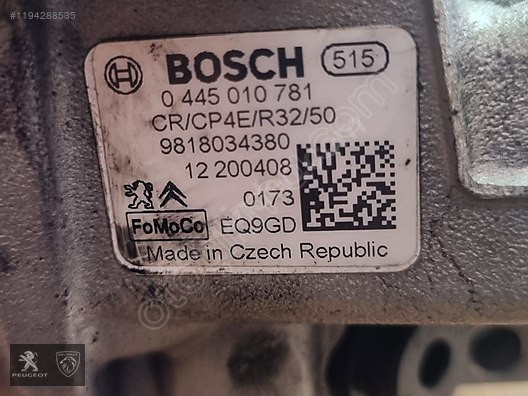 #1194288535
BOSCH 515
0 445 010 781
CR/CP4E/R32/50
9818034380
12 200408
0173
FoMoCo EQ9GD
Made in Czech Republic
PEUGEOT